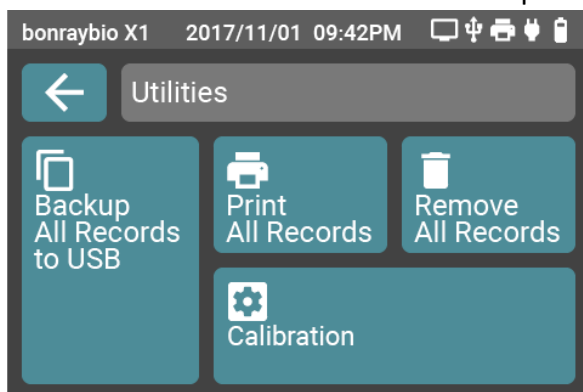 bonraybio X1 2017/11/01 09:42PM
Utilities
Backup
All Records
to USB
Print
All Records
Remove
All Records
Calibration